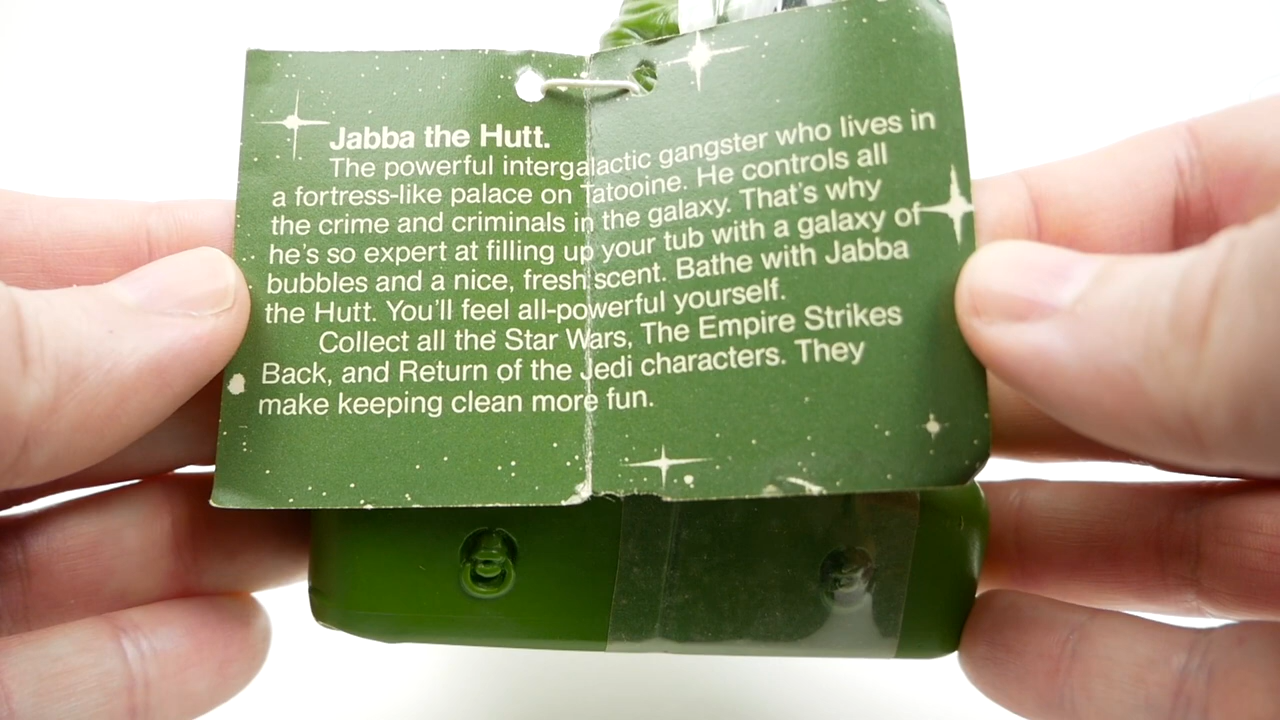 Jabba the Hutt.
The powerful intergalactic gangster who lives in
a fortress-like palace on Tatooine. He controls all
the crime and criminals in the galaxy. That's why
he's so expert at filling up your tub with a galaxy of
bubbles and a nice, fresh scent. Bathe with Jabba
the Hutt. You'll feel all-powerful yourself.
Collect all the Star Wars, The Empire Strikes
Back, and Return of the Jedi characters. They
make keeping clean more fun.